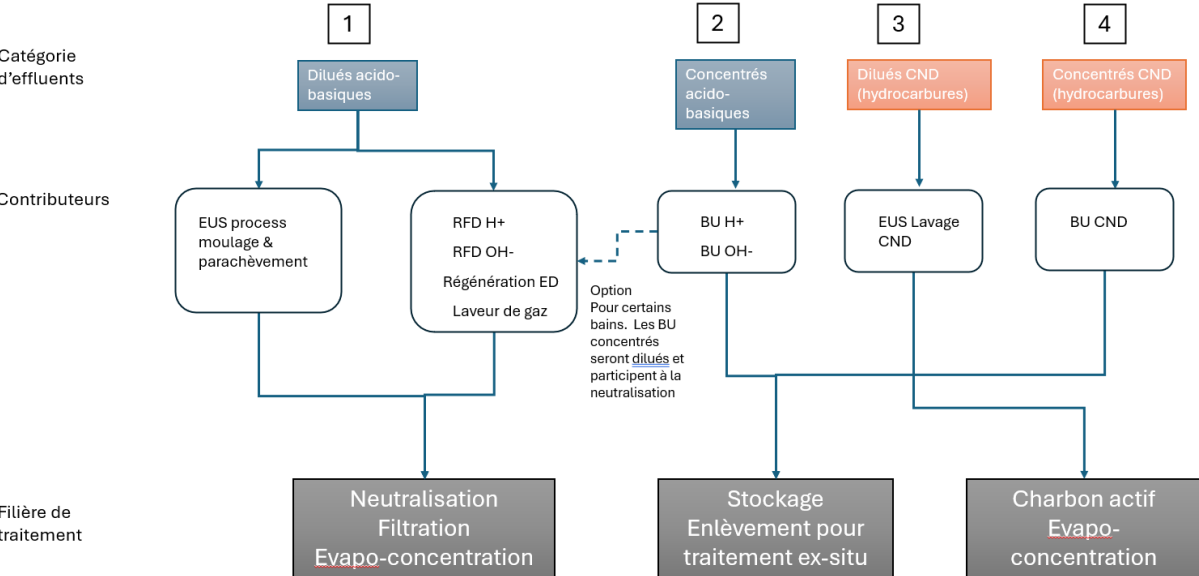 1
2
3
4
Catégorie
d'effluents
Dilués acido-
basiques
Concentrés
acido-
basiques
Dilués CND
(hydrocarbures)
Concentrés CND
(hydrocarbures)
Contributeurs
EUS process
moulage &
parachèvement
RFD H+
RFD OH-
Régénération ED
Laveur de gaz
BU H+
BU OH-
EUS Lavage
CND
BU CND
Option
Pour certains
bains. Les BU
concentrés
seront dilués et
participent à la
neutralisation
Filière de
traitement
Neutralisation
Filtration
Evapo-concentration
Stockage
Enlèvement pour
traitement ex-situ
Charbon actif
Evapo-
concentration